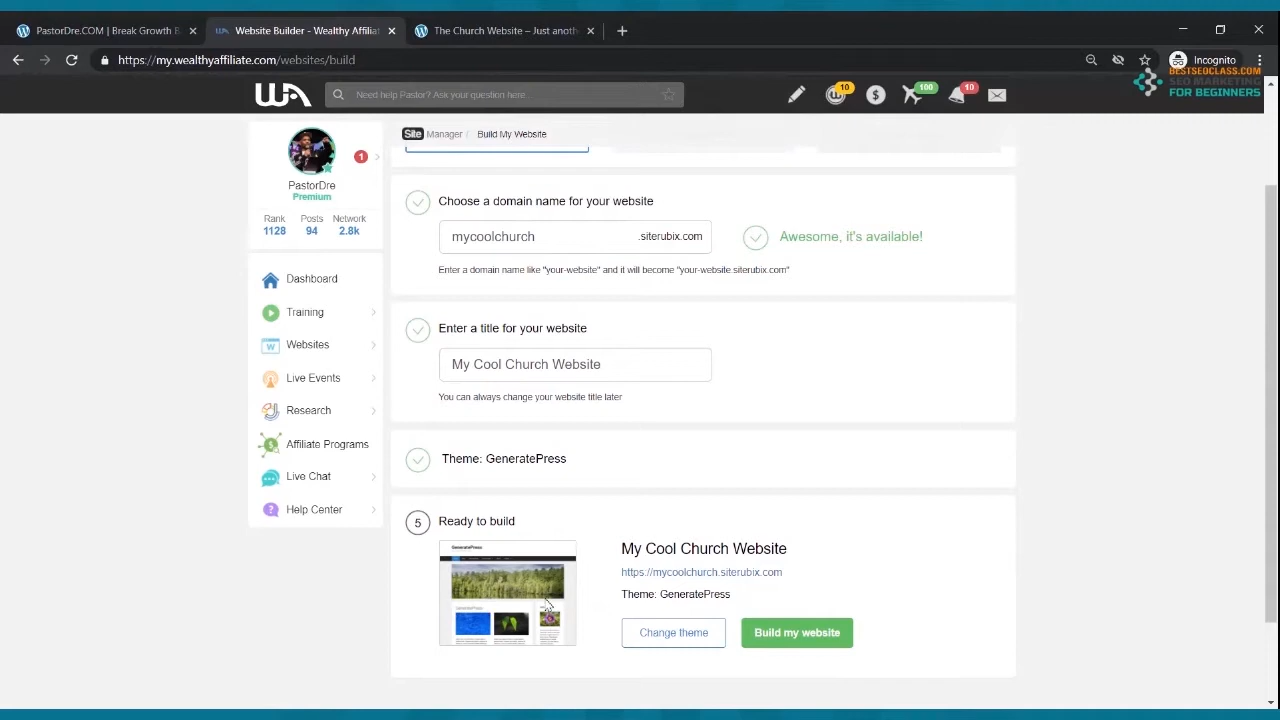 PastorDre.COM | Break Growth B
Website Builder - Wealthy Affilia
The Church Website – Just anoth
https://my.wealthyaffiliate.com/websites/build
Incognito
BESTSEOCLASS.COM
SEO MARKETING
FOR BEGINNERS
WA
Need help Pastor? Ask your question here...
10
100
10
Site Manager / Build My Website
1
PastorDre
Premium
Rank Posts Network
1128 94 2.8k
Dashboard
Training
Websites
Live Events
Research
Affiliate Programs
Live Chat
Help Center
Choose a domain name for your website
mycoolchurch .siterubix.com
Awesome, it's available!
Enter a domain name like "your-website" and it will become "your-website.siterubix.com"
Enter a title for your website
My Cool Church Website
You can always change your website title later
Theme: GeneratePress
5 Ready to build
GeneratePress
My Cool Church Website
https://mycoolchurch.siterubix.com
Theme: GeneratePress
Change theme
Build my website